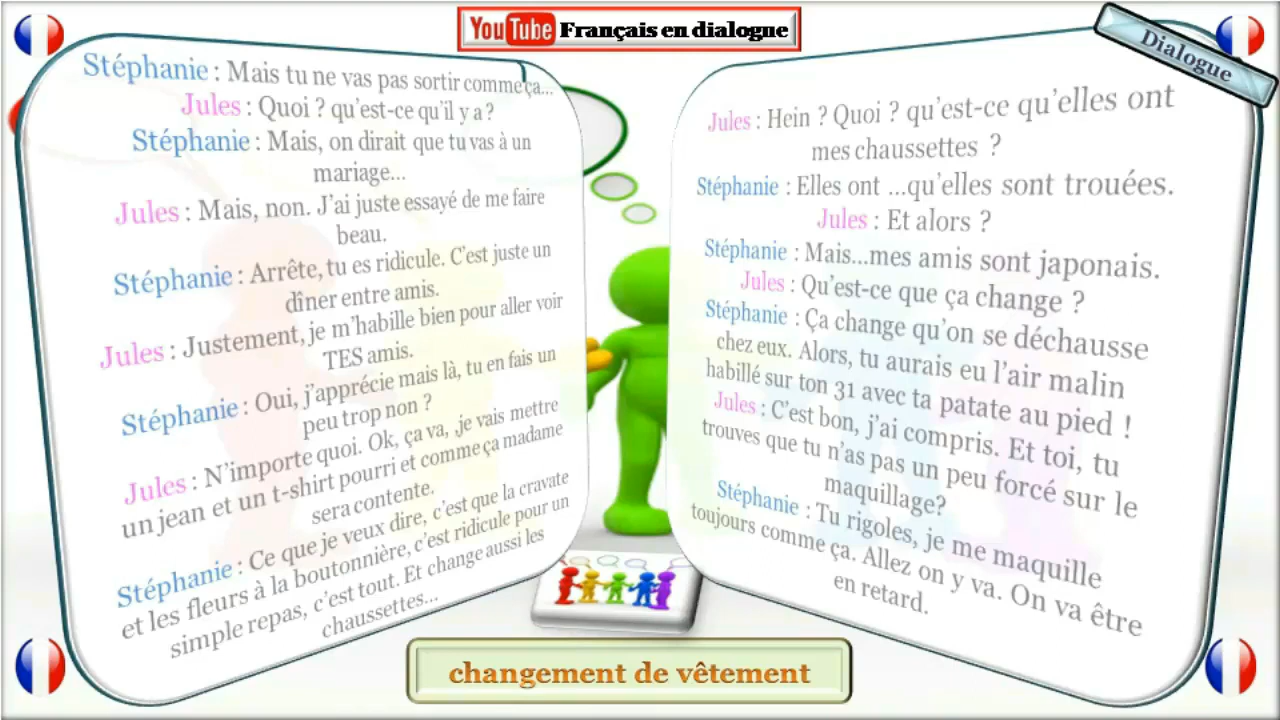 YouTube Français en dialogue
Dialogue
Stéphanie : Mais tu ne vas pas sortir comme ça...
Jules : Quoi ? qu'est-ce qu'il y a ?
Stéphanie : Mais, on dirait que tu vas à un
mariage...
Jules : Mais, non. J'ai juste essayé de me faire
beau.
Stéphanie : Arrête, tu es ridicule. C'est juste un
dîner entre amis.
Jules : Justement, je m'habille bien pour aller voir
TES amis.
Stéphanie : Oui, j'apprécie mais là, tu en fais un
peu trop non ?
Jules : N'importe quoi. Ok, ça va, je vais mettre
un jean et un t-shirt pourri et comme ça madame
sera contente.
Stéphanie : Ce que je veux dire, c'est que la cravate
et les fleurs à la boutonnière, c'est ridicule pour un
simple repas, c'est tout. Et change aussi les
chaussettes...
Jules : Hein ? Quoi ? qu'est-ce qu'elles ont
mes chaussettes ?
Stéphanie : Elles ont ...qu'elles sont trouées.
Jules : Et alors ?
Stéphanie : Mais...mes amis sont japonais.
Jules : Qu'est-ce que ça change ?
Stéphanie : Ça change qu'on se déchausse
chez eux. Alors, tu aurais eu l'air malin
habillé sur ton 31 avec ta patate au pied !
Jules : C'est bon, j'ai compris. Et toi, tu
trouves que tu n'as pas un peu forcé sur le
maquillage?
Stéphanie : Tu rigoles, je me maquille
toujours comme ça. Allez on y va. On va être
en retard.
changement de vêtement